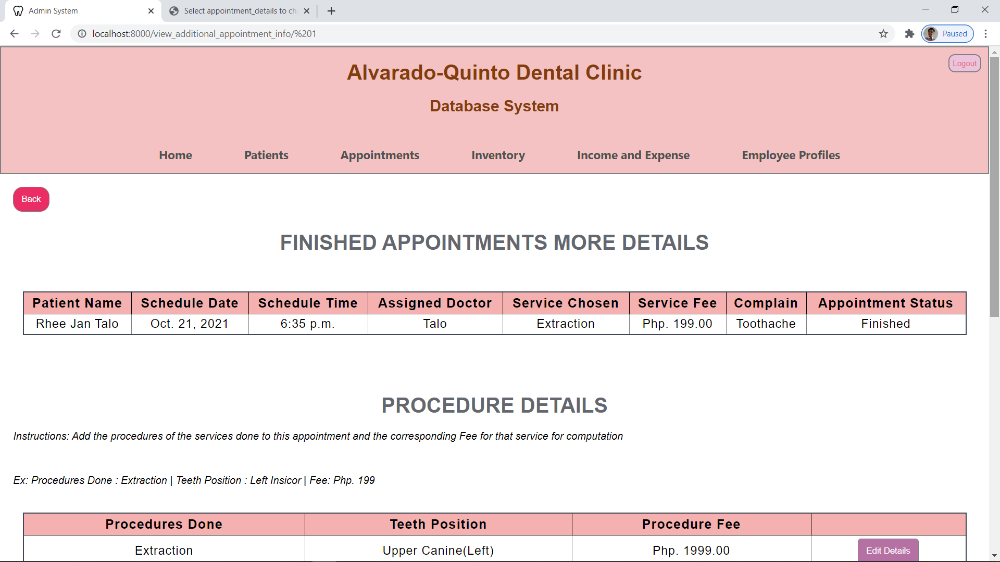 Admin System
Select appointment_details to ch
localhost:8000/view_additional_appointment_info/%201
Paused
Logout
Alvarado-Quinto Dental Clinic
Database System
Home Patients Appointments Inventory Income and Expense Employee Profiles
Back
FINISHED APPOINTMENTS MORE DETAILS
Patient Name Schedule Date Schedule Time Assigned Doctor Service Chosen Service Fee Complain Appointment Status
Rhee Jan Talo Oct. 21, 2021 6:35 p.m. Talo Extraction Php. 199.00 Toothache Finished
PROCEDURE DETAILS
Instructions: Add the procedures of the services done to this appointment and the corresponding Fee for that service for computation
Ex: Procedures Done : Extraction | Teeth Position : Left Insicor | Fee: Php. 199
Procedures Done Teeth Position Procedure Fee
Extraction Upper Canine(Left) Php. 1999.00 Edit Details